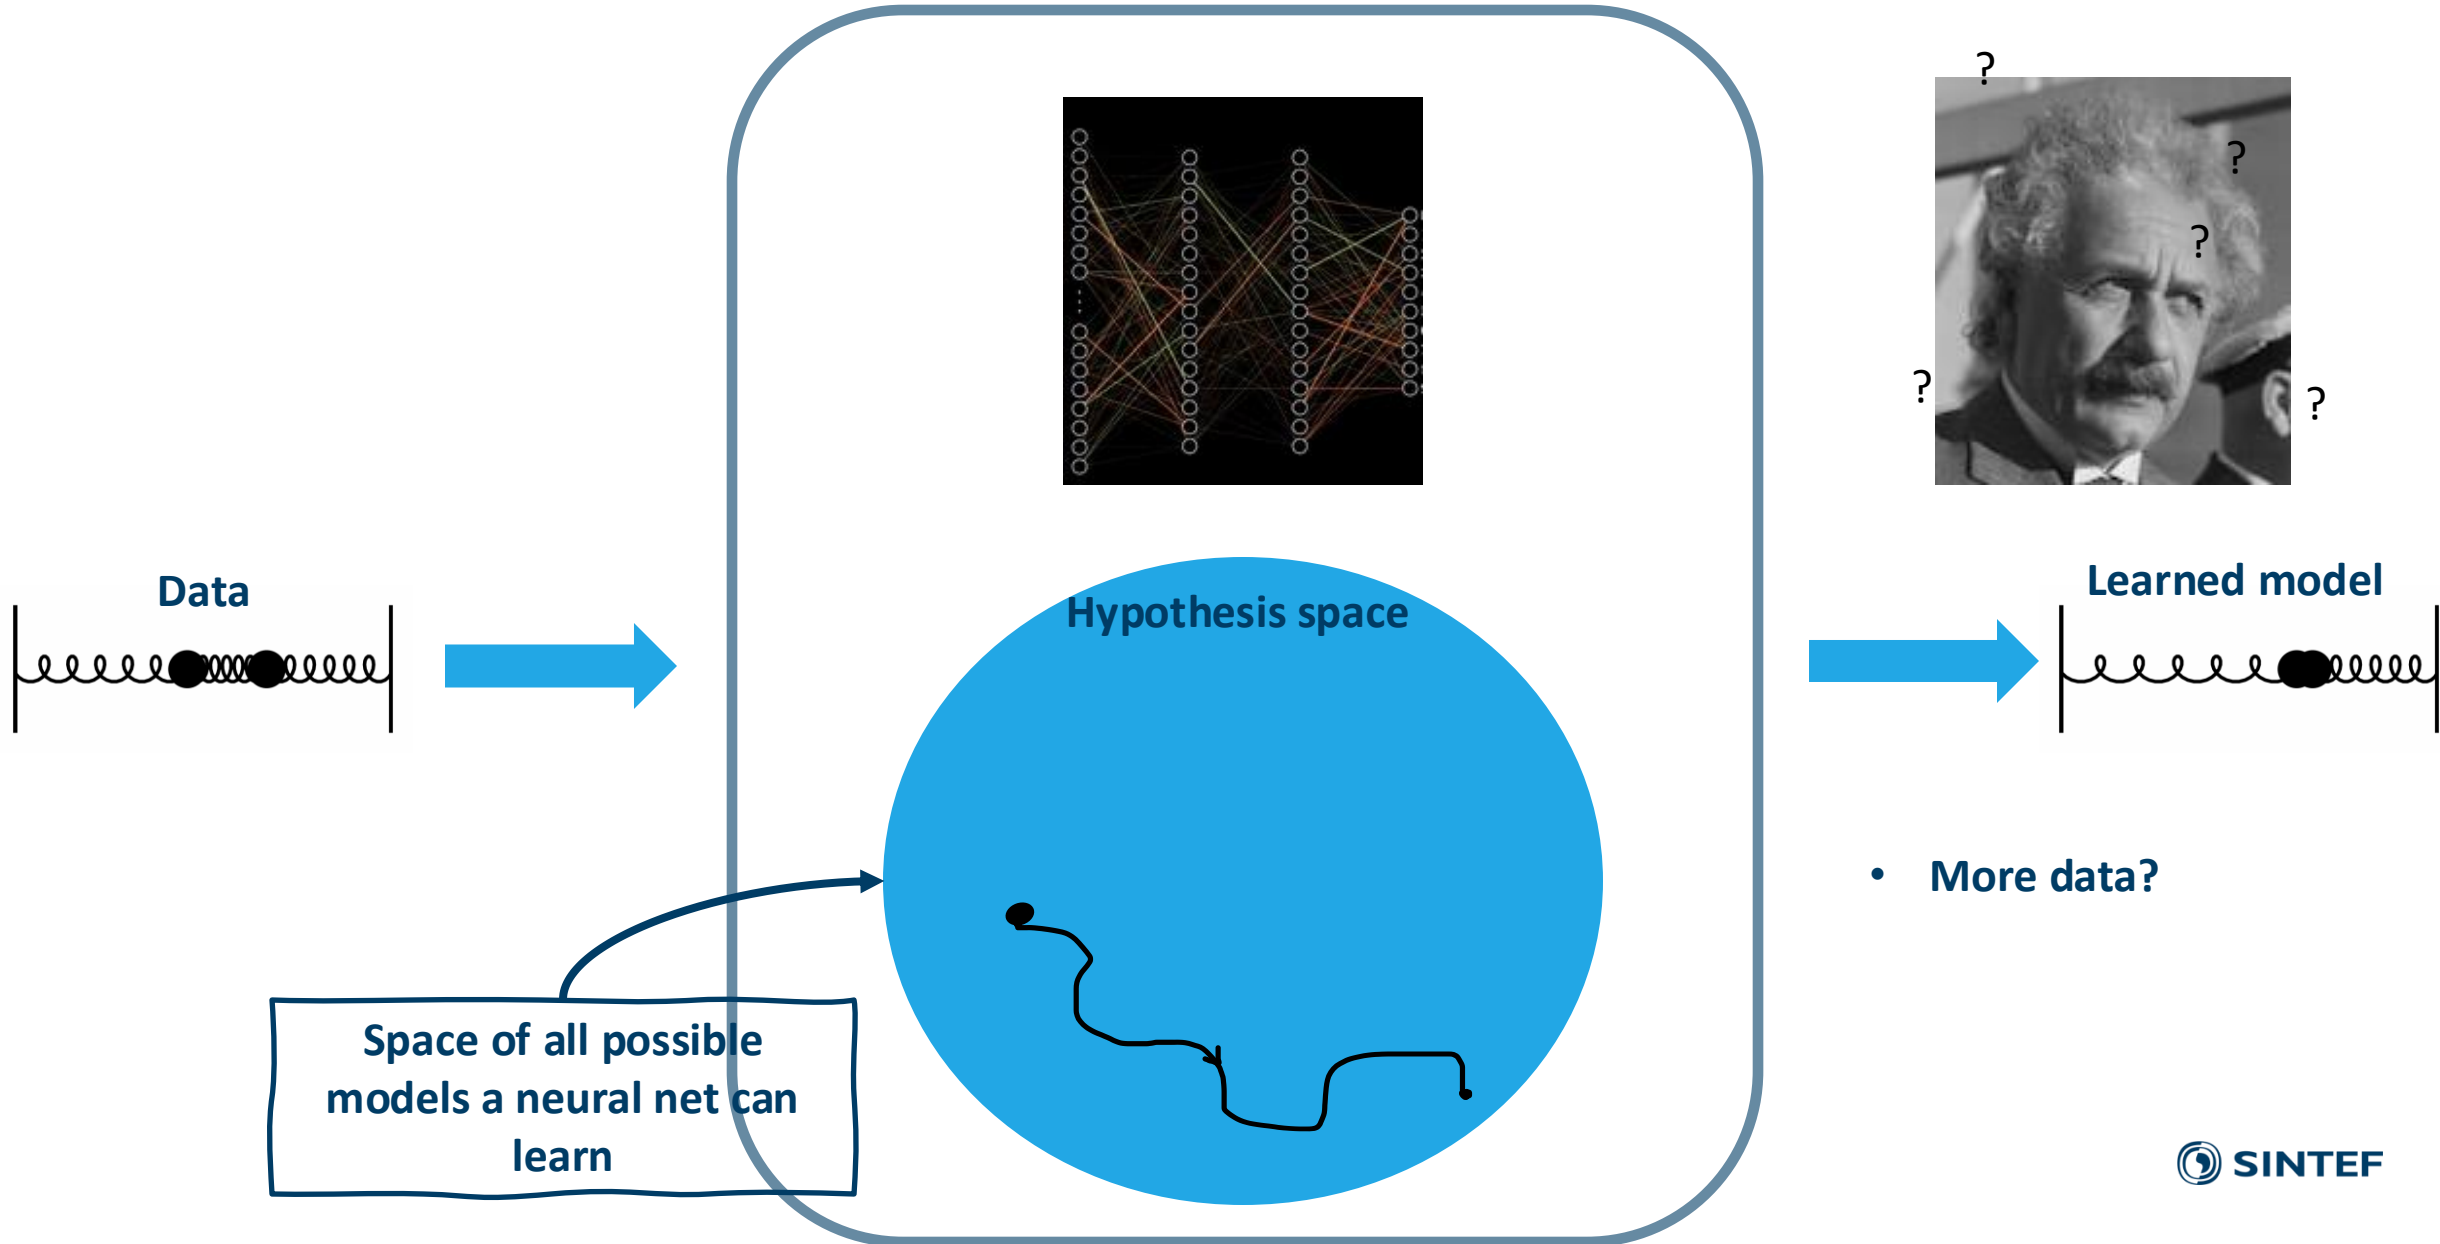 ?
?
?
?
?
Data
Hypothesis space
Learned model
• More data?
Space of all possible
models a neural net can
learn
SINTEF